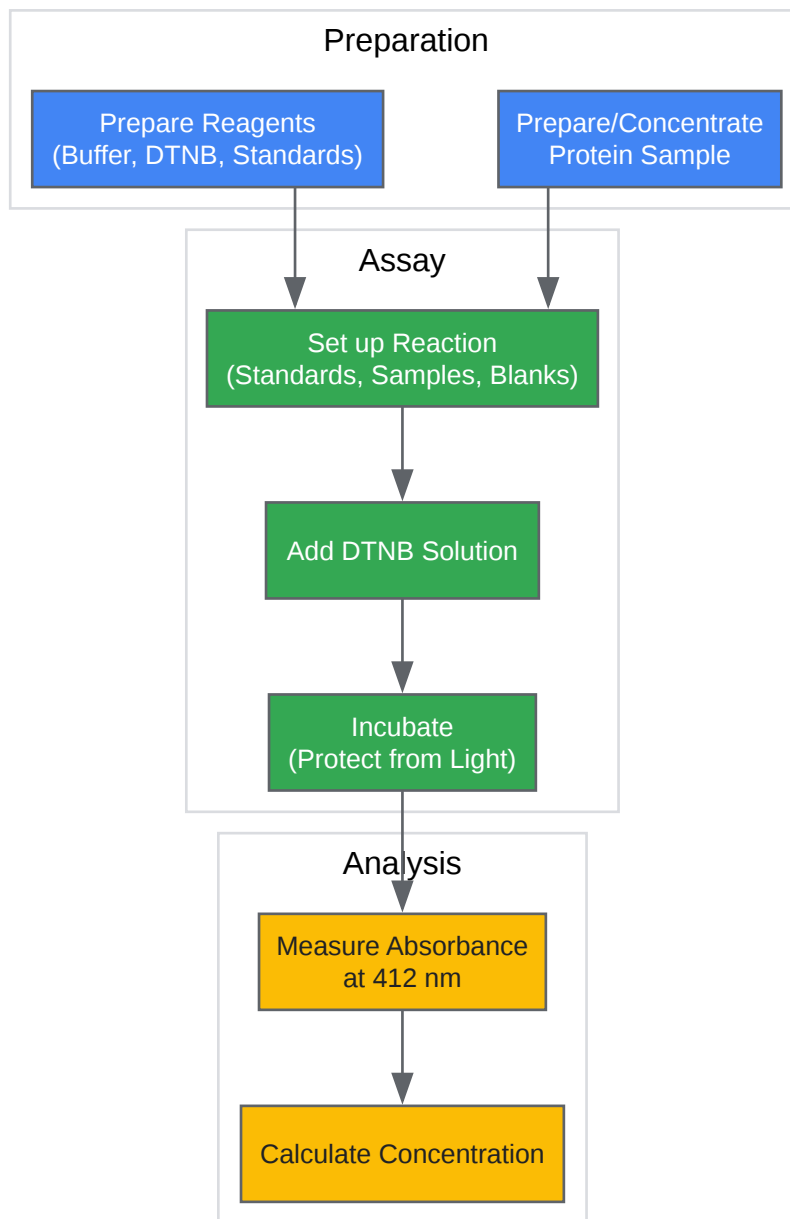 Preparation
Prepare Reagents
(Buffer, DTNB, Standards)
Prepare/Concentrate
Protein Sample
Assay
Set up Reaction
(Standards, Samples, Blanks)
Add DTNB Solution
Incubate
(Protect from Light)
Analysis
Measure Absorbance
at 412 nm
Calculate Concentration